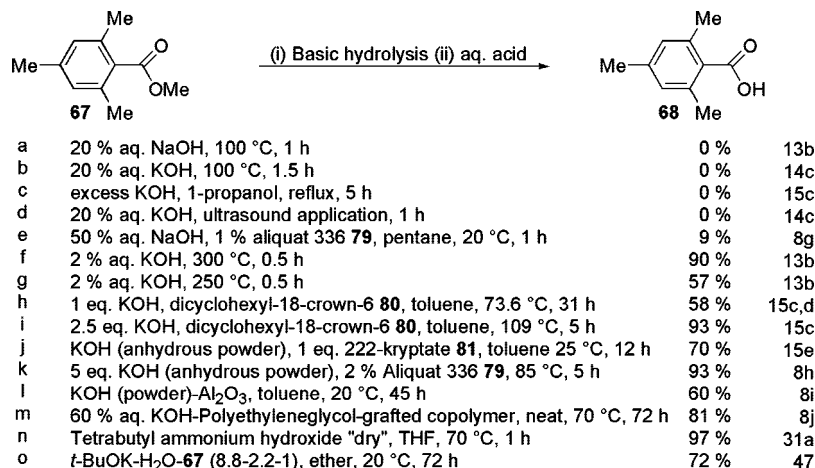 Me
Me
O
OMe
Me
67
(i) Basic hydrolysis (ii) aq. acid
Me
Me
O
OH
Me
68
a 20 % aq. NaOH, 100 °C, 1 h 0 % 13b
b 20 % aq. KOH, 100 °C, 1.5 h 0 % 14c
c excess KOH, 1-propanol, reflux, 5 h 0 % 15c
d 20 % aq. KOH, ultrasound application, 1 h 0 % 14c
e 50 % aq. NaOH, 1 % aliquat 336 79, pentane, 20 °C, 1 h 9 % 8g
f 2 % aq. KOH, 300 °C, 0.5 h 90 % 13b
g 2 % aq. KOH, 250 °C, 0.5 h 57 % 13b
h 1 eq. KOH, dicyclohexyl-18-crown-6 80, toluene, 73.6 °C, 31 h 58 % 15c,d
i 2.5 eq. KOH, dicyclohexyl-18-crown-6 80, toluene, 109 °C, 5 h 93 % 15c
j KOH (anhydrous powder), 1 eq. 222-kryptate 81, toluene 25 °C, 12 h 70 % 15e
k 5 eq. KOH (anhydrous powder), 2 % Aliquat 336 79, 85 °C, 5 h 93 % 8h
l KOH (powder)-Al₂O₃, toluene, 20 °C, 45 h 60 % 8i
m 60 % aq. KOH-Polyethyleneglycol-grafted copolymer, neat, 70 °C, 72 h 81 % 8j
n Tetrabutyl ammonium hydroxide "dry", THF, 70 °C, 1 h 97 % 31a
o t-BuOK-H₂O-67 (8.8-2.2-1), ether, 20 °C, 72 h 72 % 47